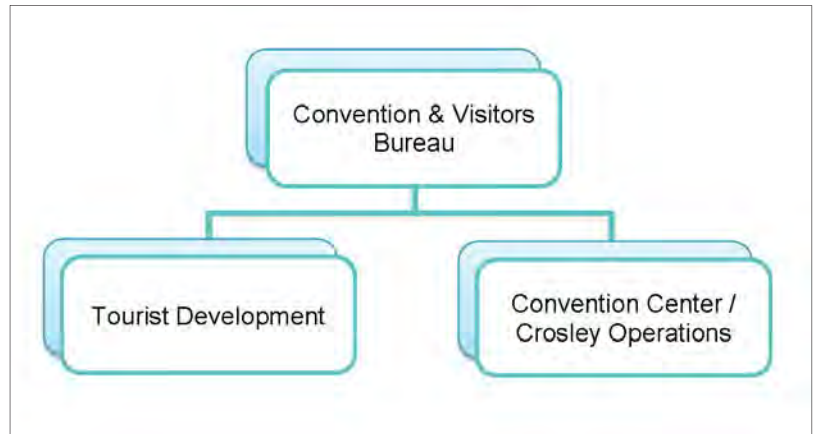 Convention & Visitors
Bureau
Tourist Development
Convention Center /
Crosley Operations